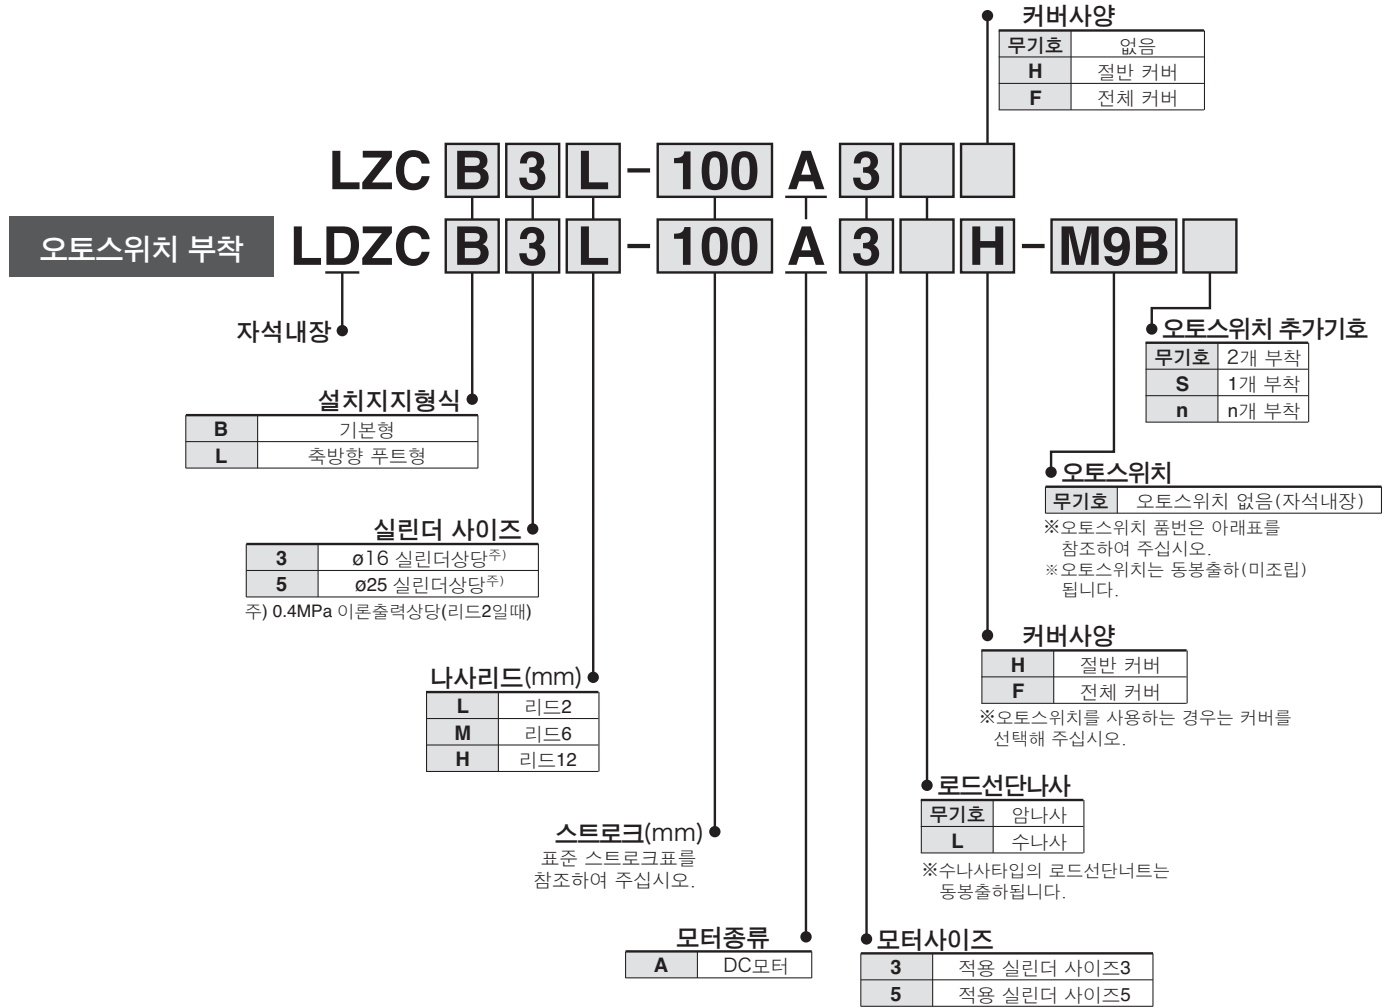 커버사양
무기호 없음
H 절반 커버
F 전체 커버
LZC B 3 L - 100 A 3
오토스위치 부착 LDZC B 3 L - 100 A 3 H - M9B
자석내장
오토스위치 추가기호
무기호 2개 부착
S 1개 부착
n n개 부착
설치지지형식
B 기본형
L 축방향 푸트형
오토스위치
무기호 오토스위치 없음(자석내장)
※오토스위치 품번은 아래표를
참조하여 주십시오.
※오토스위치는 동봉출하(미조립)
됩니다.
실린더 사이즈
3 ø16 실린더상당주)
5 ø25 실린더상당주)
주) 0.4MPa 이론출력상당(리드2일때)
커버사양
H 절반 커버
F 전체 커버
※오토스위치를 사용하는 경우는 커버를
선택해 주십시오.
나사리드(mm)
L 리드2
M 리드6
H 리드12
로드선단나사
무기호 암나사
L 수나사
※수나사타입의 로드선단너트는
동봉출하됩니다.
스트로크(mm)
표준 스트로크표를
참조하여 주십시오.
모터종류
A DC모터
모터사이즈
3 적용 실린더 사이즈3
5 적용 실린더 사이즈5